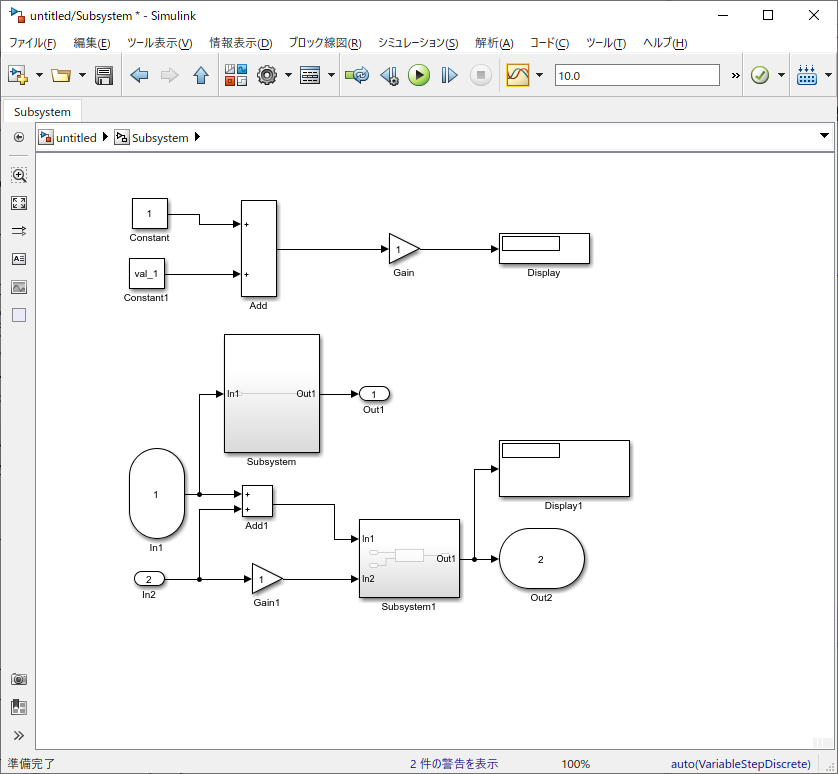 untitled/Subsystem * - Simulink
ファイル(F) 編集(E) ツール表示(V) 情報表示(D) ブロック線図(R) シミュレーション(S) 解析(A) コード(C) ツール(T) ヘルプ(H)
10.0
Subsystem
untitled Subsystem
1
Constant
val_1
Constant1
+
+
Add
1
Gain
Display
In1 Out1
Subsystem
1
Out1
1
In1
+
+
Add1
2
In2
1
Gain1
In1
In2
Out1
Subsystem1
Display1
2
Out2
準備完了 2 件の警告を表示 100% auto(VariableStepDiscrete)